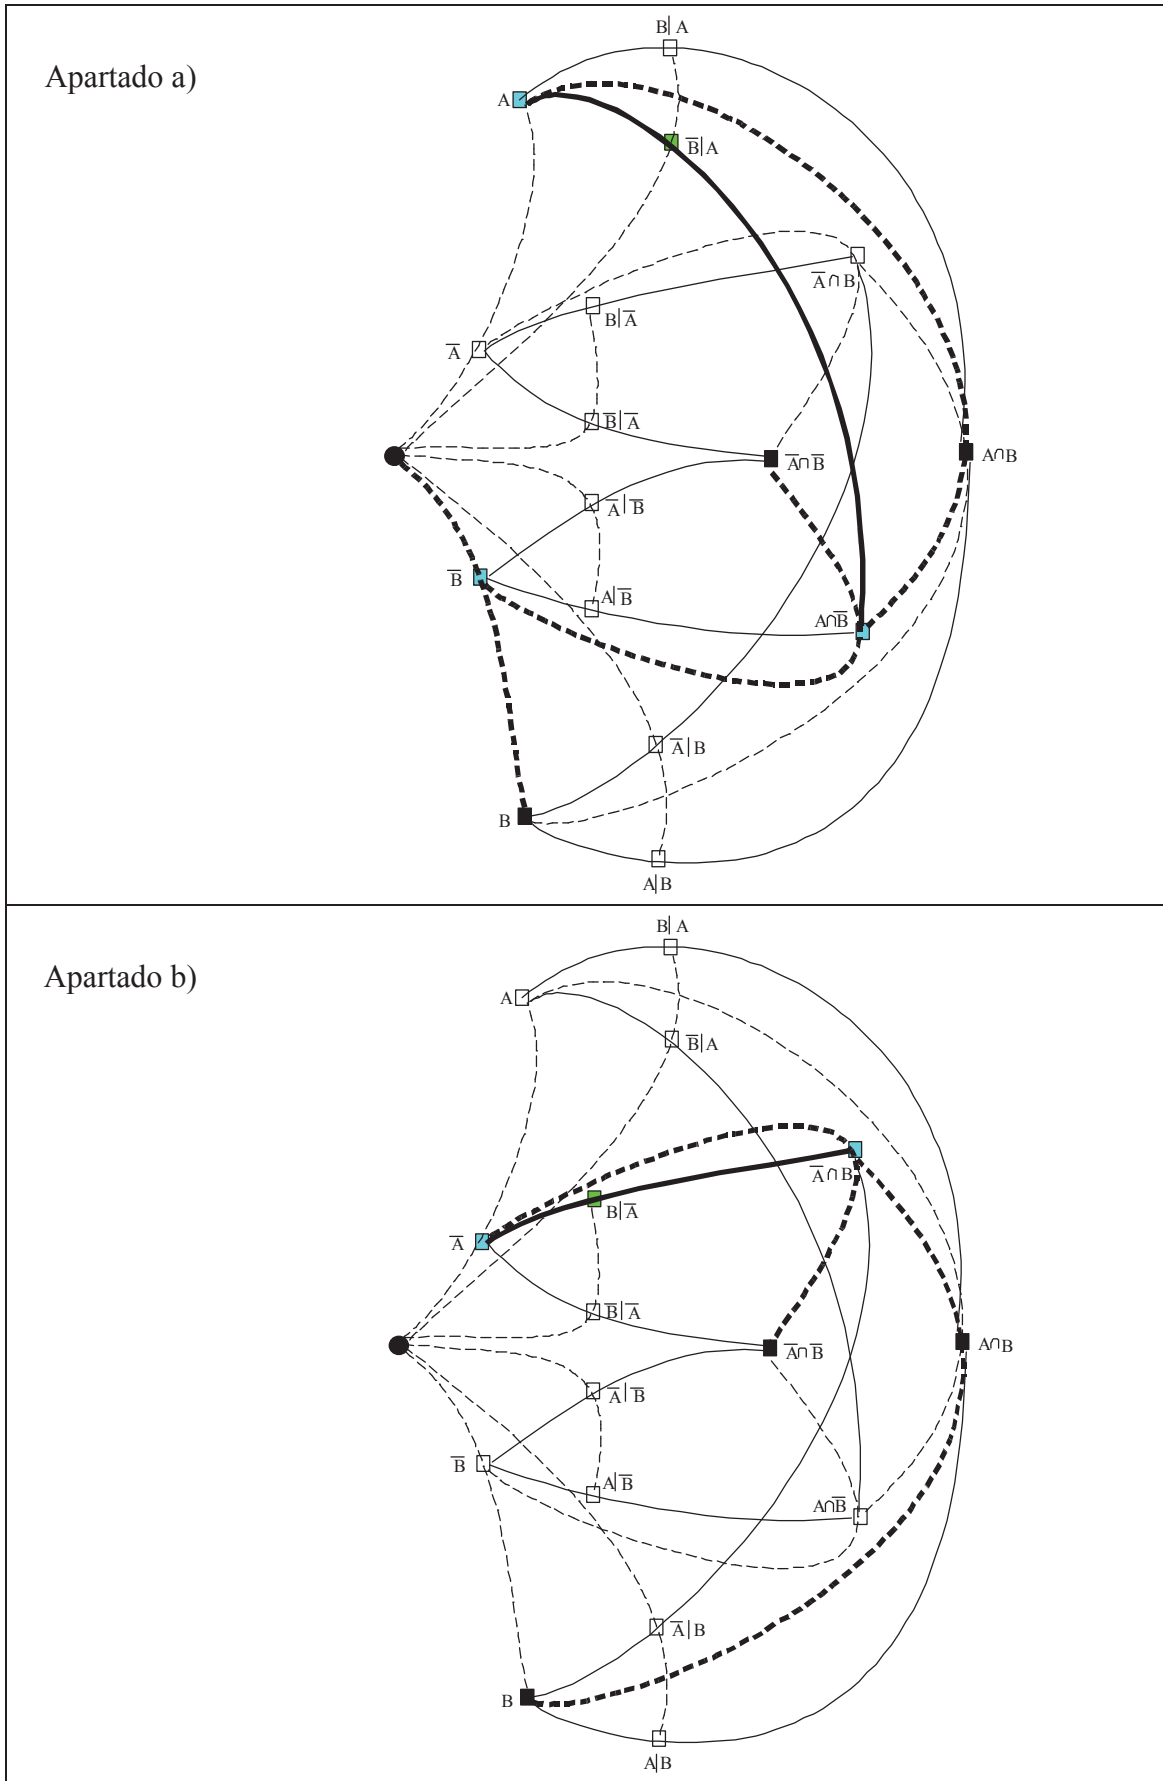 Apartado a)
B|A
A
B̅|A
A̅∩B
B|A̅
A̅
B̅|A̅
A̅∩B̅
A∩B
A̅|B̅
B̅
A|B̅
A∩B̅
A̅|B
B
A|B
Apartado b)
B|A
A
B̅|A
A̅∩B
B|A̅
A̅
B̅|A̅
A̅∩B̅
A∩B
A̅|B̅
B̅
A|B̅
A∩B̅
A̅|B
B
A|B